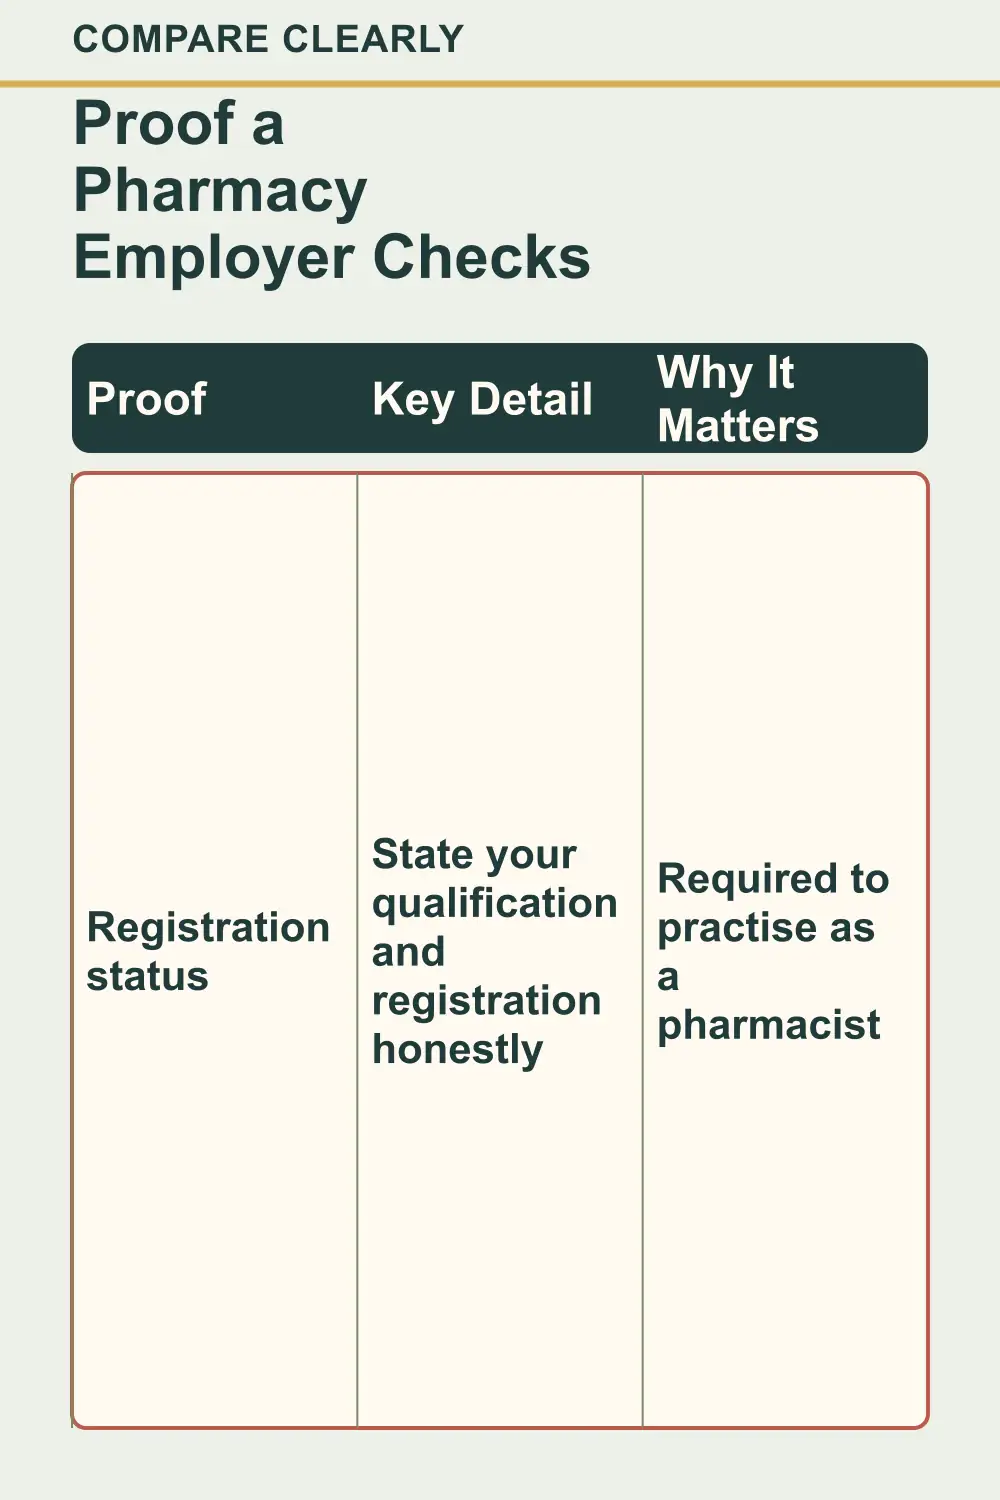 COMPARE CLEARLY
Proof a
Pharmacy
Employer Checks
Proof
Key Detail
Why It
Matters
Registration
status
State your
qualification
and
registration
honestly
Required to
practise as
a
pharmacist